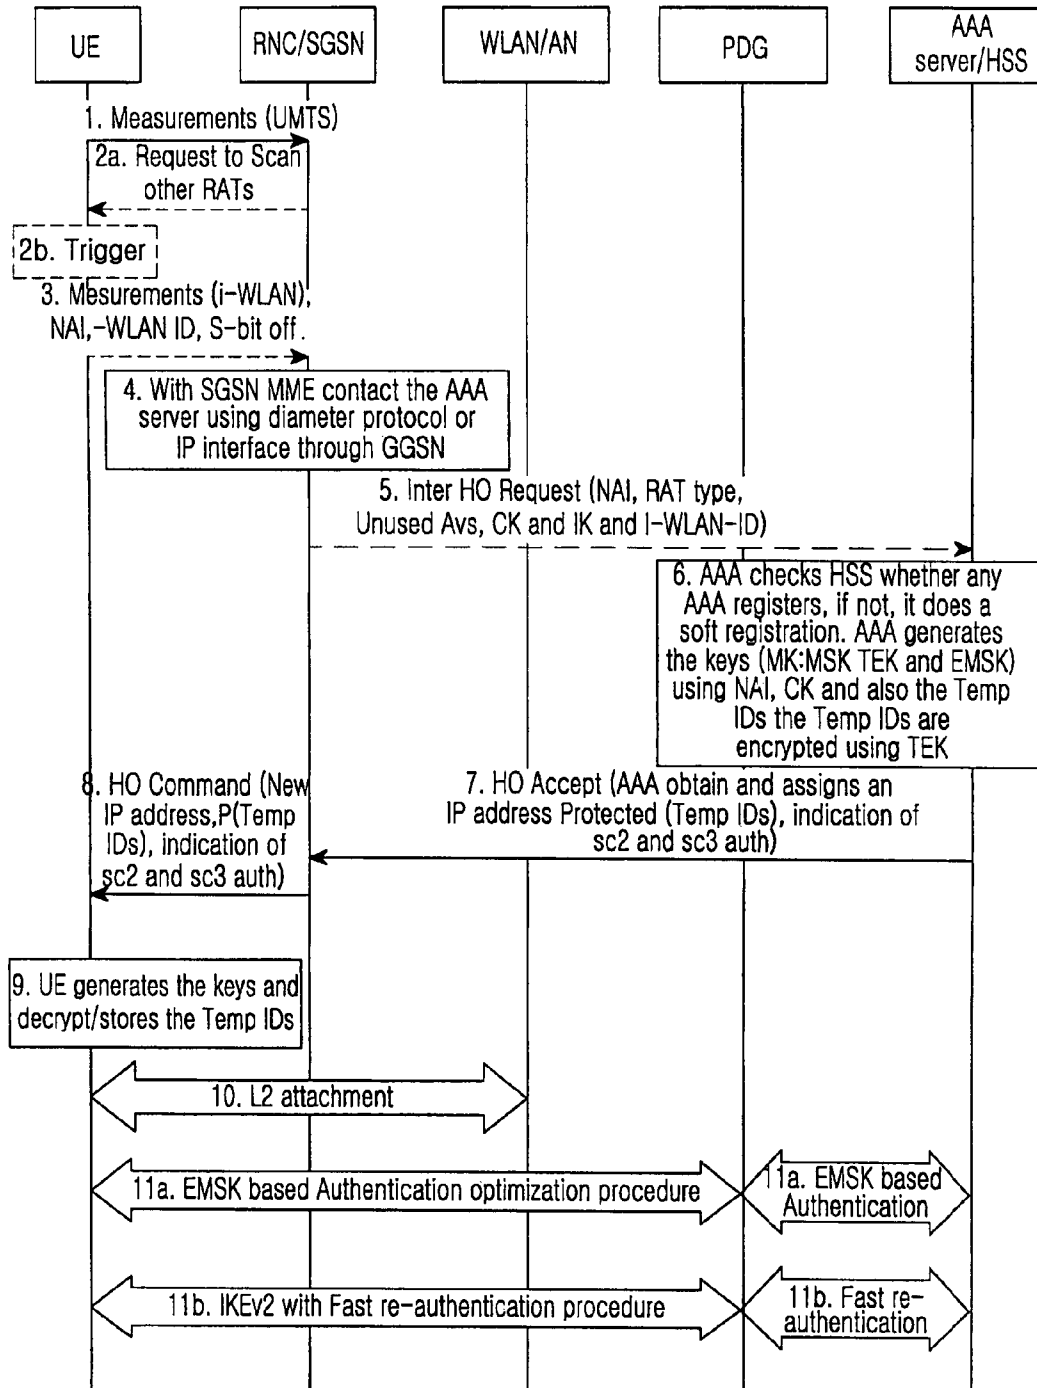 UE
RNC/SGSN
WLAN/AN
PDG
AAA
server/HSS
1. Measurements (UMTS)
2a. Request to Scan
other RATs
2b. Trigger
3. Mesurements (i-WLAN),
NAI,-WLAN ID, S-bit off.
4. With SGSN MME contact the AAA
server using diameter protocol or
IP interface through GGSN
5. Inter HO Request (NAI, RAT type,
Unused Avs, CK and IK and I-WLAN-ID)
6. AAA checks HSS whether any
AAA registers, if not, it does a
soft registration. AAA generates
the keys (MK:MSK TEK and EMSK)
using NAI, CK and also the Temp
IDs the Temp IDs are
encrypted using TEK
7. HO Accept (AAA obtain and assigns an
IP address Protected (Temp IDs), indication of
sc2 and sc3 auth)
8. HO Command (New
IP address,P(Temp
IDs), indication of
sc2 and sc3 auth)
9. UE generates the keys and
decrypt/stores the Temp IDs
10. L2 attachment
11a. EMSK based Authentication optimization procedure
11a. EMSK based
Authentication
11b. IKEv2 with Fast re-authentication procedure
11b. Fast re-
authentication